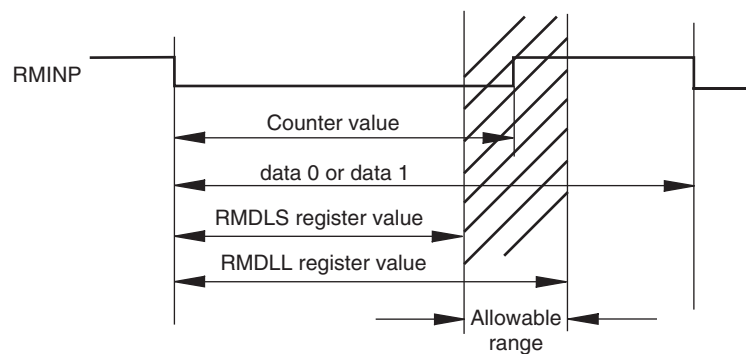 RMINP
Counter value
data 0 or data 1
RMDLS register value
RMDLL register value
Allowable
range